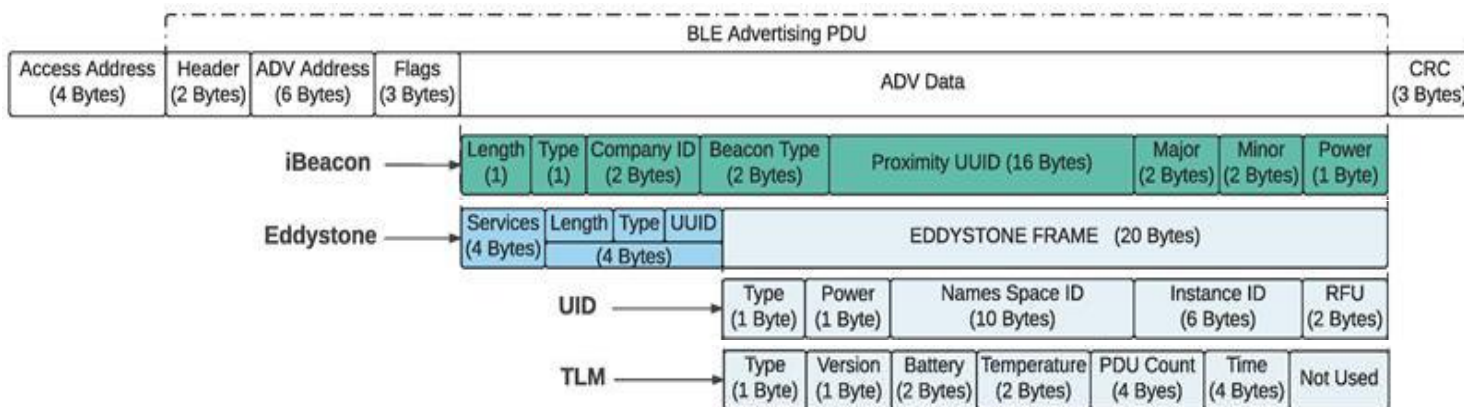 BLE Advertising PDU
Access Address Header ADV Address Flags ADV Data CRC
(4 Bytes) (2 Bytes) (6 Bytes) (3 Bytes) (3 Bytes)
iBeacon Length Type Company ID Beacon Type Proximity UUID (16 Bytes) Major Minor Power
(1) (1) (2 Bytes) (2 Bytes) (2 Bytes) (2 Bytes) (1 Byte)
Eddystone Services Length Type UUID EDDYSTONE FRAME (20 Bytes)
(4 Bytes) (4 Bytes)
UID Type Power Names Space ID Instance ID RFU
(1 Byte) (1 Byte) (10 Bytes) (6 Bytes) (2 Bytes)
TLM Type Version Battery Temperature PDU Count Time Not Used
(1 Byte) (1 Byte) (2 Bytes) (2 Bytes) (4 Byes) (4 Bytes)